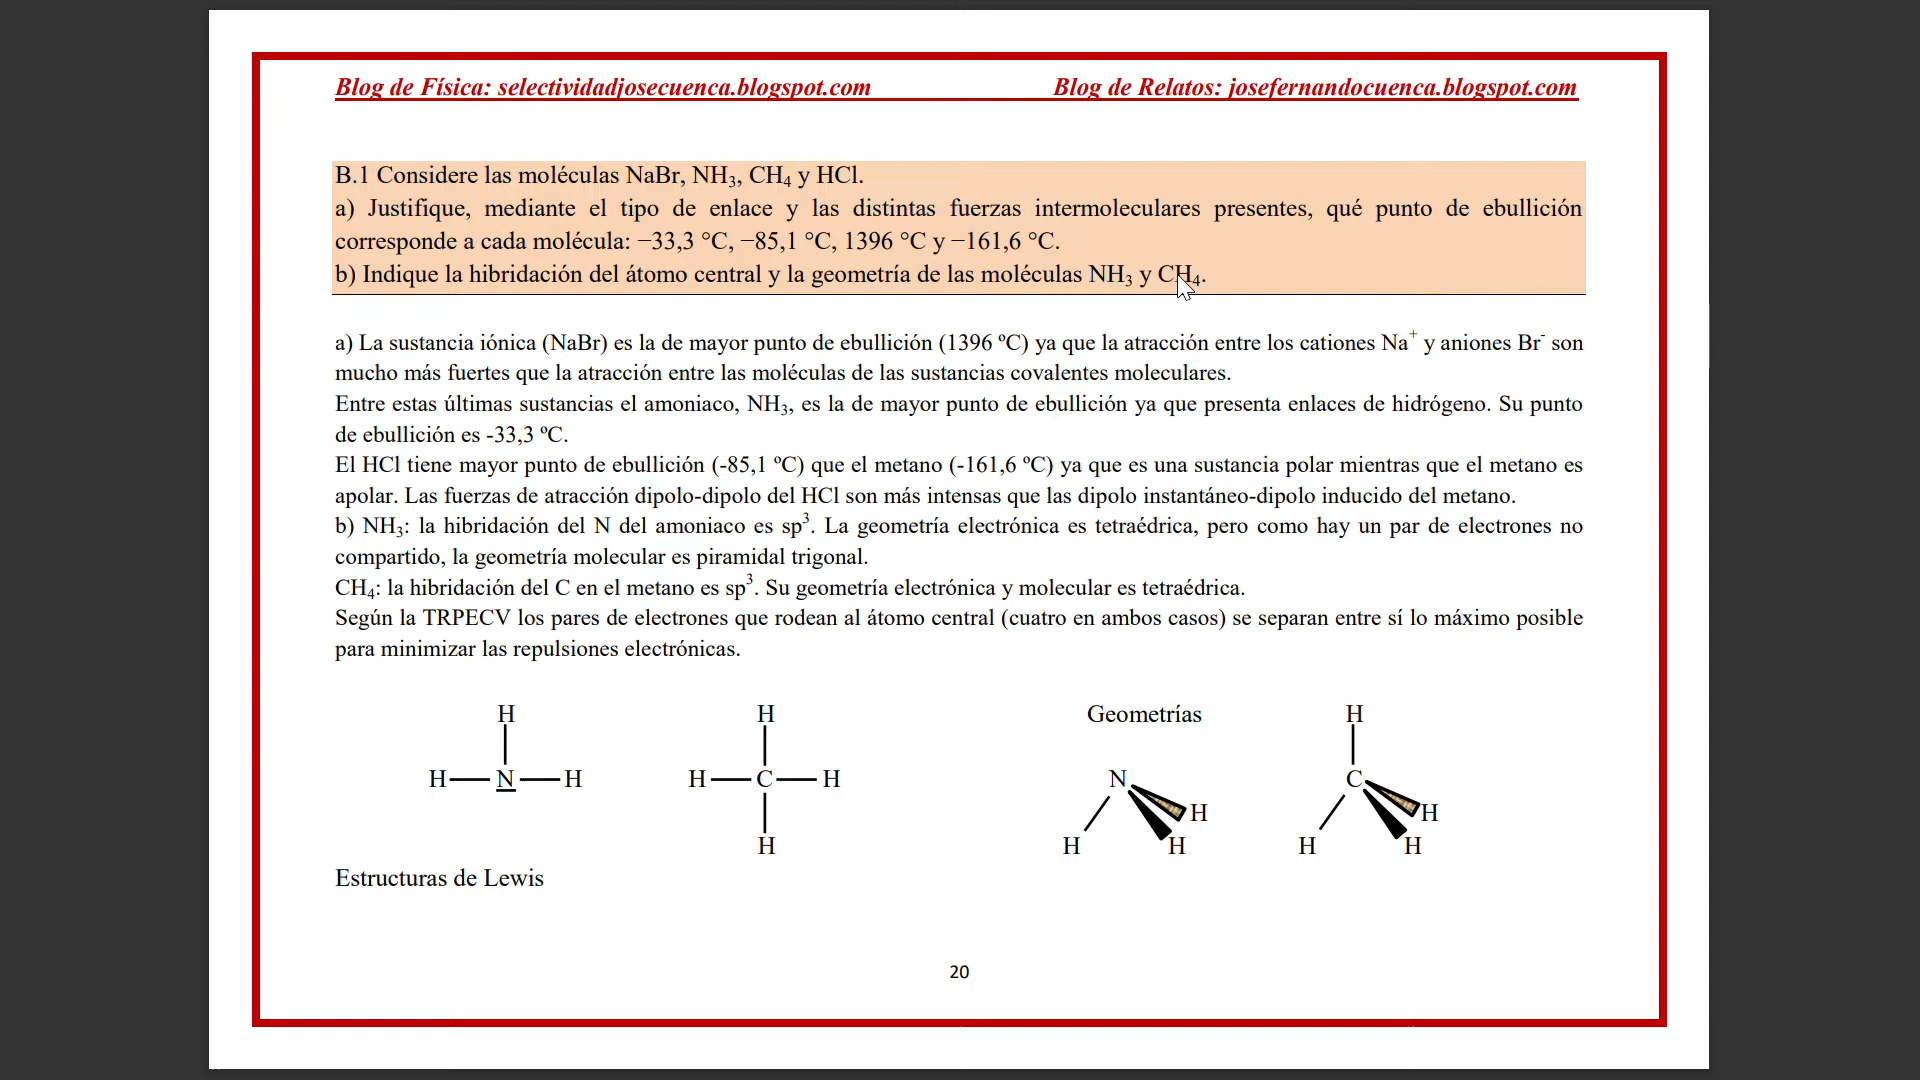 Blog de Física: selectividadjosecuenca.blogspot.com Blog de Relatos: josefernandocuenca.blogspot.com
B.1 Considere las moléculas NaBr, NH₃, CH₄ y HCl.
a) Justifique, mediante el tipo de enlace y las distintas fuerzas intermoleculares presentes, qué punto de ebullición
corresponde a cada molécula: −33,3 °C, −85,1 °C, 1396 °C y −161,6 °C.
b) Indique la hibridación del átomo central y la geometría de las moléculas NH₃ y CH₄.
a) La sustancia iónica (NaBr) es la de mayor punto de ebullición (1396 ºC) ya que la atracción entre los cationes Na⁺ y aniones Br⁻ son
mucho más fuertes que la atracción entre las moléculas de las sustancias covalentes moleculares.
Entre estas últimas sustancias el amoniaco, NH₃, es la de mayor punto de ebullición ya que presenta enlaces de hidrógeno. Su punto
de ebullición es -33,3 ºC.
El HCl tiene mayor punto de ebullición (-85,1 ºC) que el metano (-161,6 ºC) ya que es una sustancia polar mientras que el metano es
apolar. Las fuerzas de atracción dipolo-dipolo del HCl son más intensas que las dipolo instantáneo-dipolo inducido del metano.
b) NH₃: la hibridación del N del amoniaco es sp³. La geometría electrónica es tetraédrica, pero como hay un par de electrones no
compartido, la geometría molecular es piramidal trigonal.
CH₄: la hibridación del C en el metano es sp³. Su geometría electrónica y molecular es tetraédrica.
Según la TRPECV los pares de electrones que rodean al átomo central (cuatro en ambos casos) se separan entre sí lo máximo posible
para minimizar las repulsiones electrónicas.
H H Geometrías H
H N H H C H N C
H H
H H H H H
Estructuras de Lewis
20